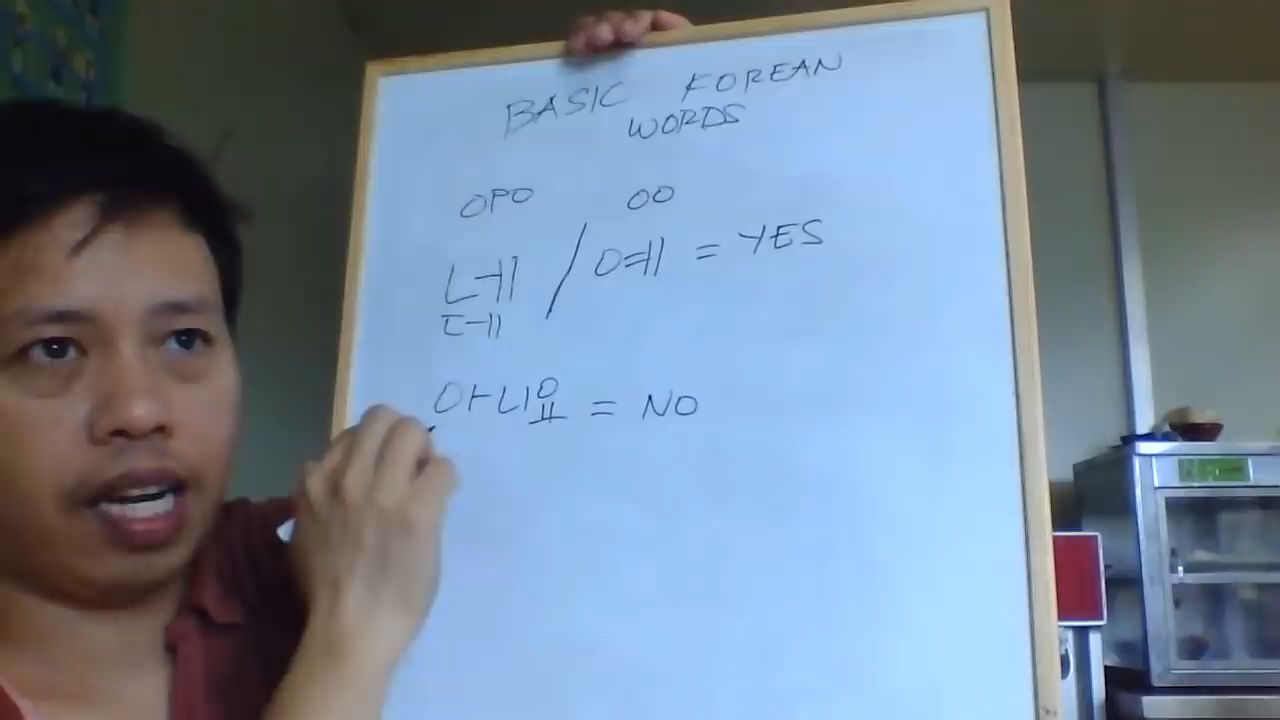 BASIC KOREAN
WORDS
OPO OO
네 / 예 = YES
데
아니요 = NO